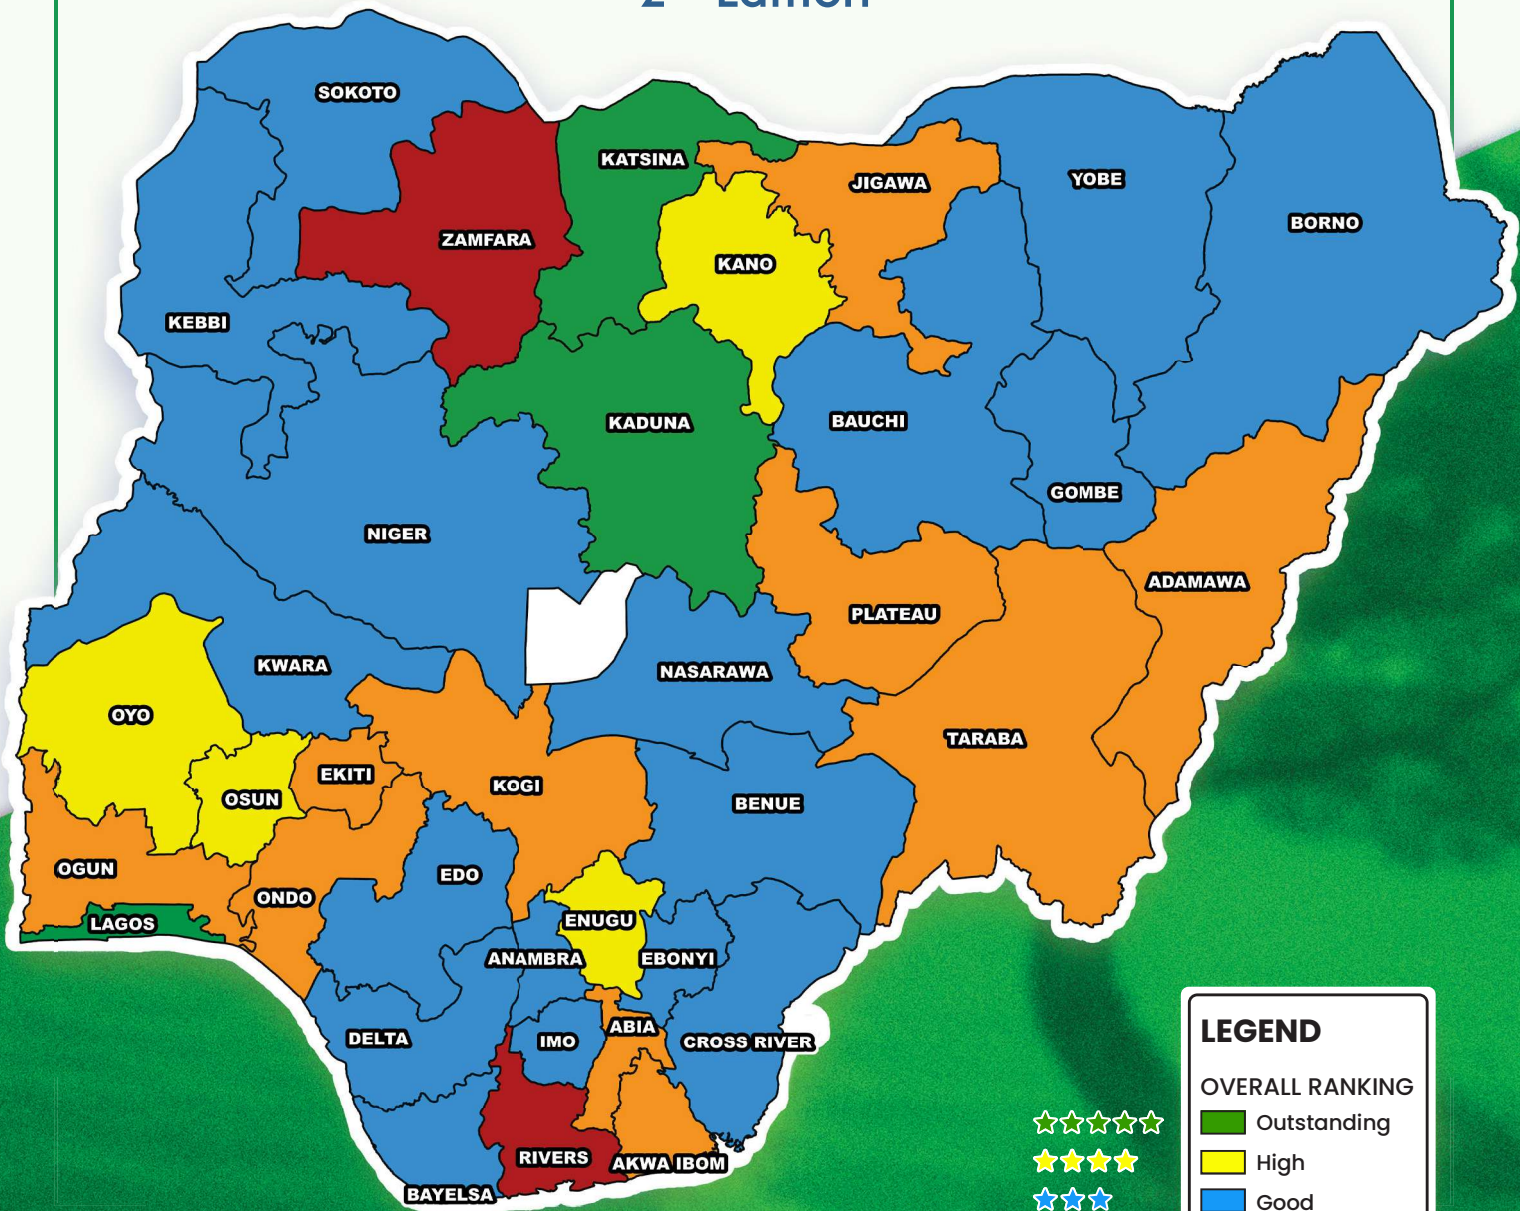 SOKOTO
KATSINA
JIGAWA
YOBE
BORNO
ZAMFARA
KANO
KEBBI
KADUNA
BAUCHI
GOMBE
NIGER
ADAMAWA
PLATEAU
KWARA
NASARAWA
OYO
TARABA
EKITI
KOGI
OSUN
BENUE
OGUN
EDO
ONDO
LAGOS
ENUGU
ANAMBRA
EBONYI
DELTA
IMO
ABIA
CROSS RIVER
RIVERS
AKWA IBOM
BAYELSA
LEGEND
OVERALL RANKING
Outstanding
High
Good